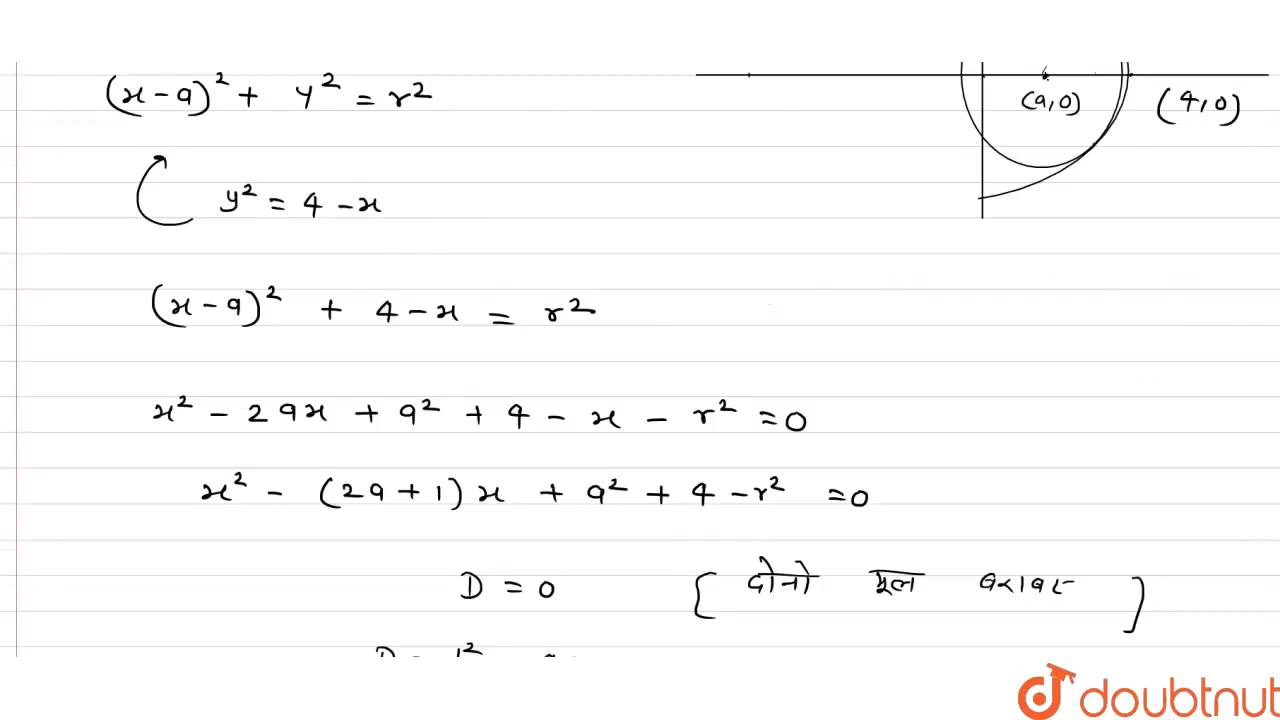 (x-a)² + y² = r²
(a,0) (4,0)
y² = 4-x
(x-a)² + 4-x = r²
x² - 2ax + a² + 4 - x - r² = 0
x² - (2a+1)x + a² + 4 - r² = 0
D = 0 [ दोनो मूल बराबर ]
doubtnut